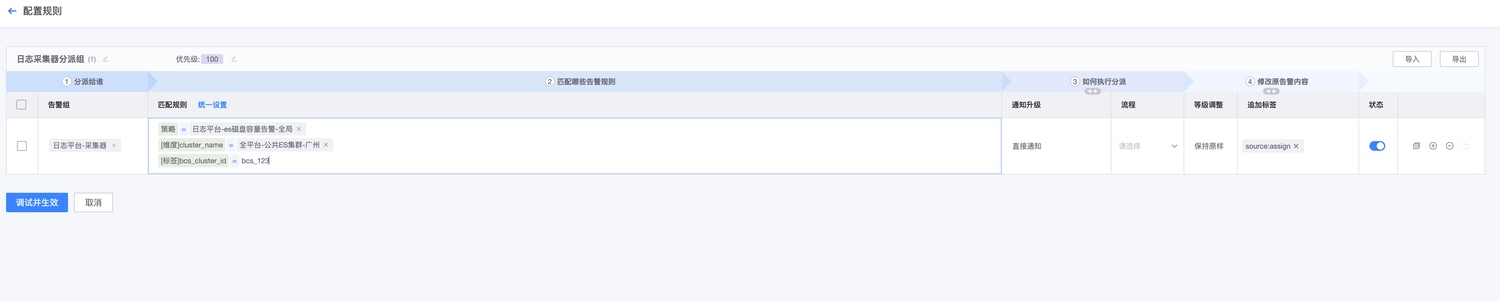 配置规则
日志采集器分派组 (1) 优先级: 100 导入 导出
1 分派给谁 2 匹配哪些告警规则 3 如何执行分派 4 修改原告警内容
告警组 匹配规则 统一设置 通知升级 流程 等级调整 追加标签 状态
策略 = 日志平台-es磁盘容量告警-全局 ×
日志平台-采集器 × [维度]cluster_name = 全平台-公共ES集群-广州 × 直接通知 请选择 保持原样 source:assign ×
[标签]bcs_cluster_id = bcs_123
调试并生效 取消